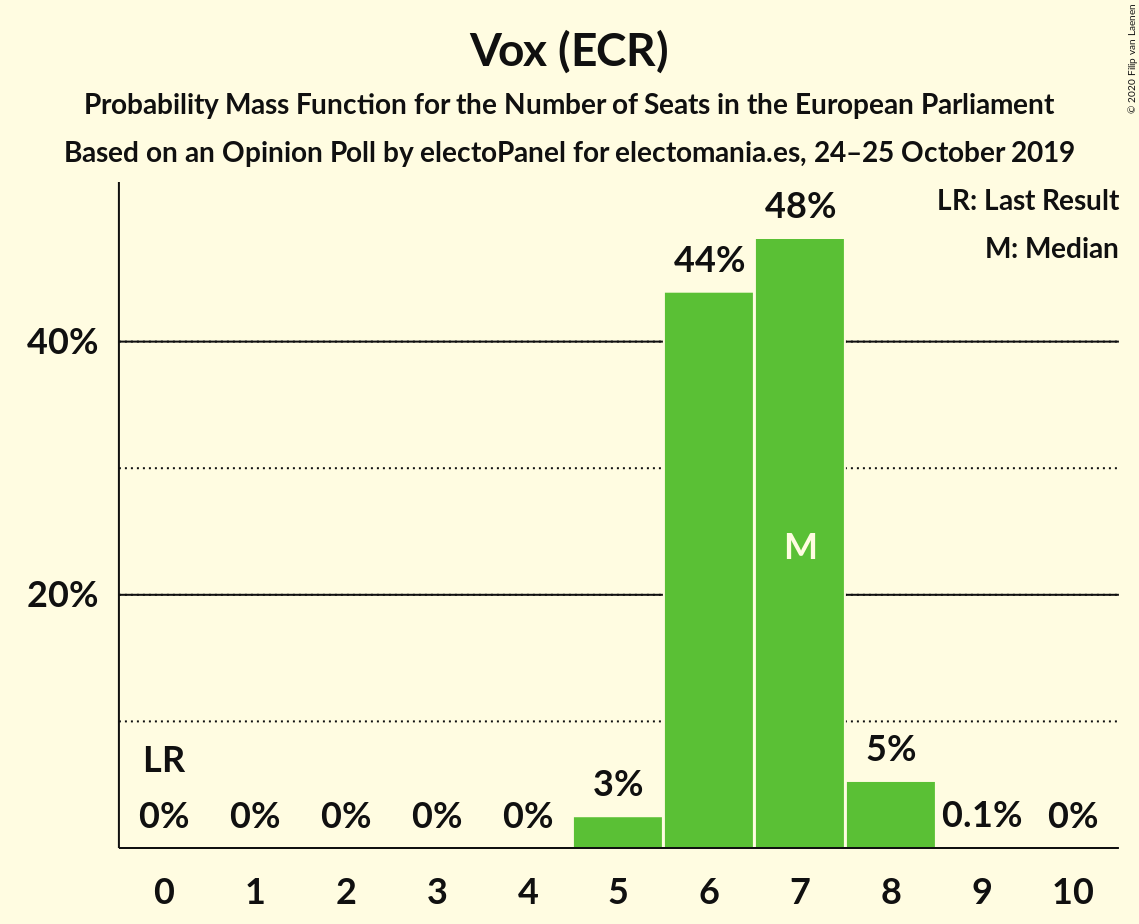 Vox (ECR)
Probability Mass Function for the Number of Seats in the European Parliament
Based on an Opinion Poll by electoPanel for electomania.es, 24–25 October 2019
© 2020 Filip van Laenen
LR: Last Result
M: Median
48%
44%
40%
M
20%
LR
5%
3%
0% 0% 0% 0% 0% 0.1% 0%
0 1 2 3 4 5 6 7 8 9 10